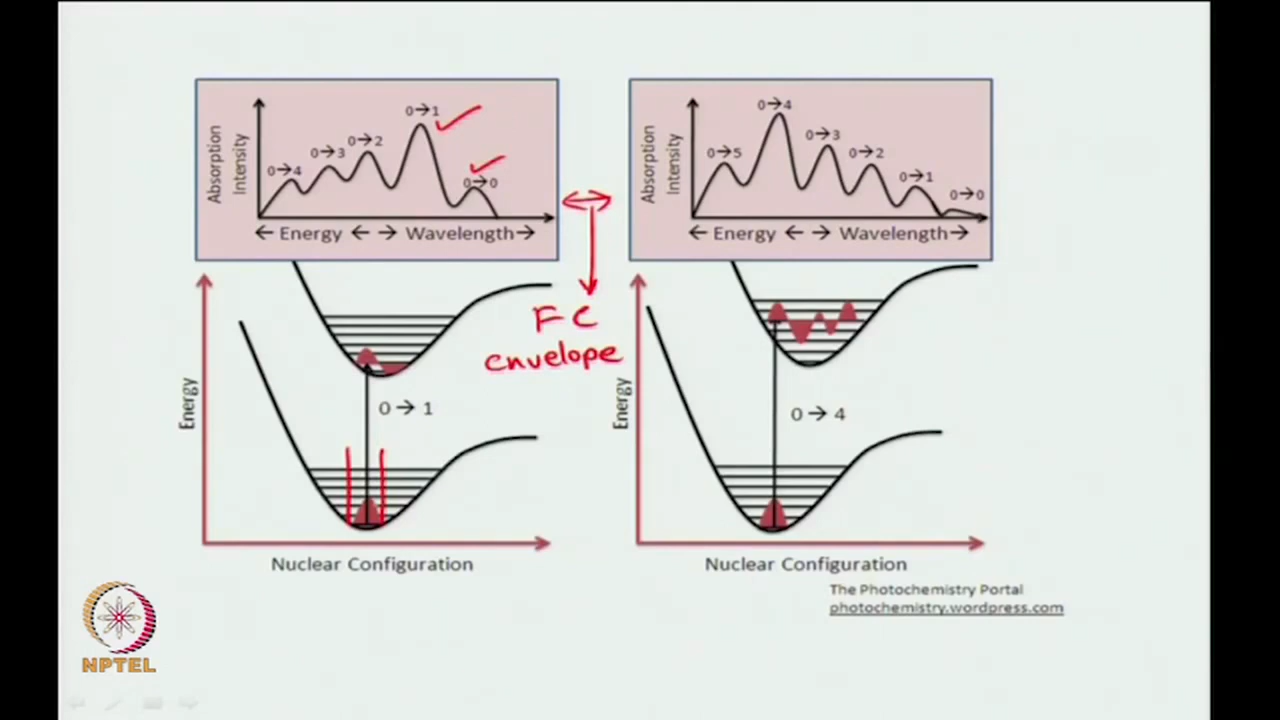 Absorption
Intensity
0→4
0→3
0→2
0→1
0→0
← Energy ← → Wavelength→
Absorption
Intensity
0→5
0→4
0→3
0→2
0→1
0→0
← Energy ← → Wavelength→
FC
envelope
Energy
0 → 1
Nuclear Configuration
Energy
0 → 4
Nuclear Configuration
The Photochemistry Portal
photochemistry.wordpress.com
NPTEL